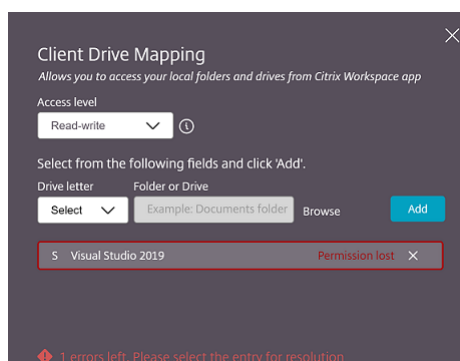 Client Drive Mapping
Allows you to access your local folders and drives from Citrix Workspace app
Access level
Read-write
Select from the following fields and click 'Add'.
Drive letter Folder or Drive
Select Example: Documents folder Browse Add
S Visual Studio 2019 Permission lost
1 errors left. Please select the entry for resolution